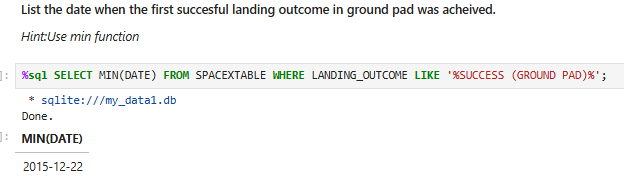 List the date when the first succesful landing outcome in ground pad was acheived.
Hint:Use min function
]: %sql SELECT MIN(DATE) FROM SPACEXTABLE WHERE LANDING_OUTCOME LIKE '%SUCCESS (GROUND PAD)%';
* sqlite:///my_data1.db
Done.
]: MIN(DATE)
2015-12-22